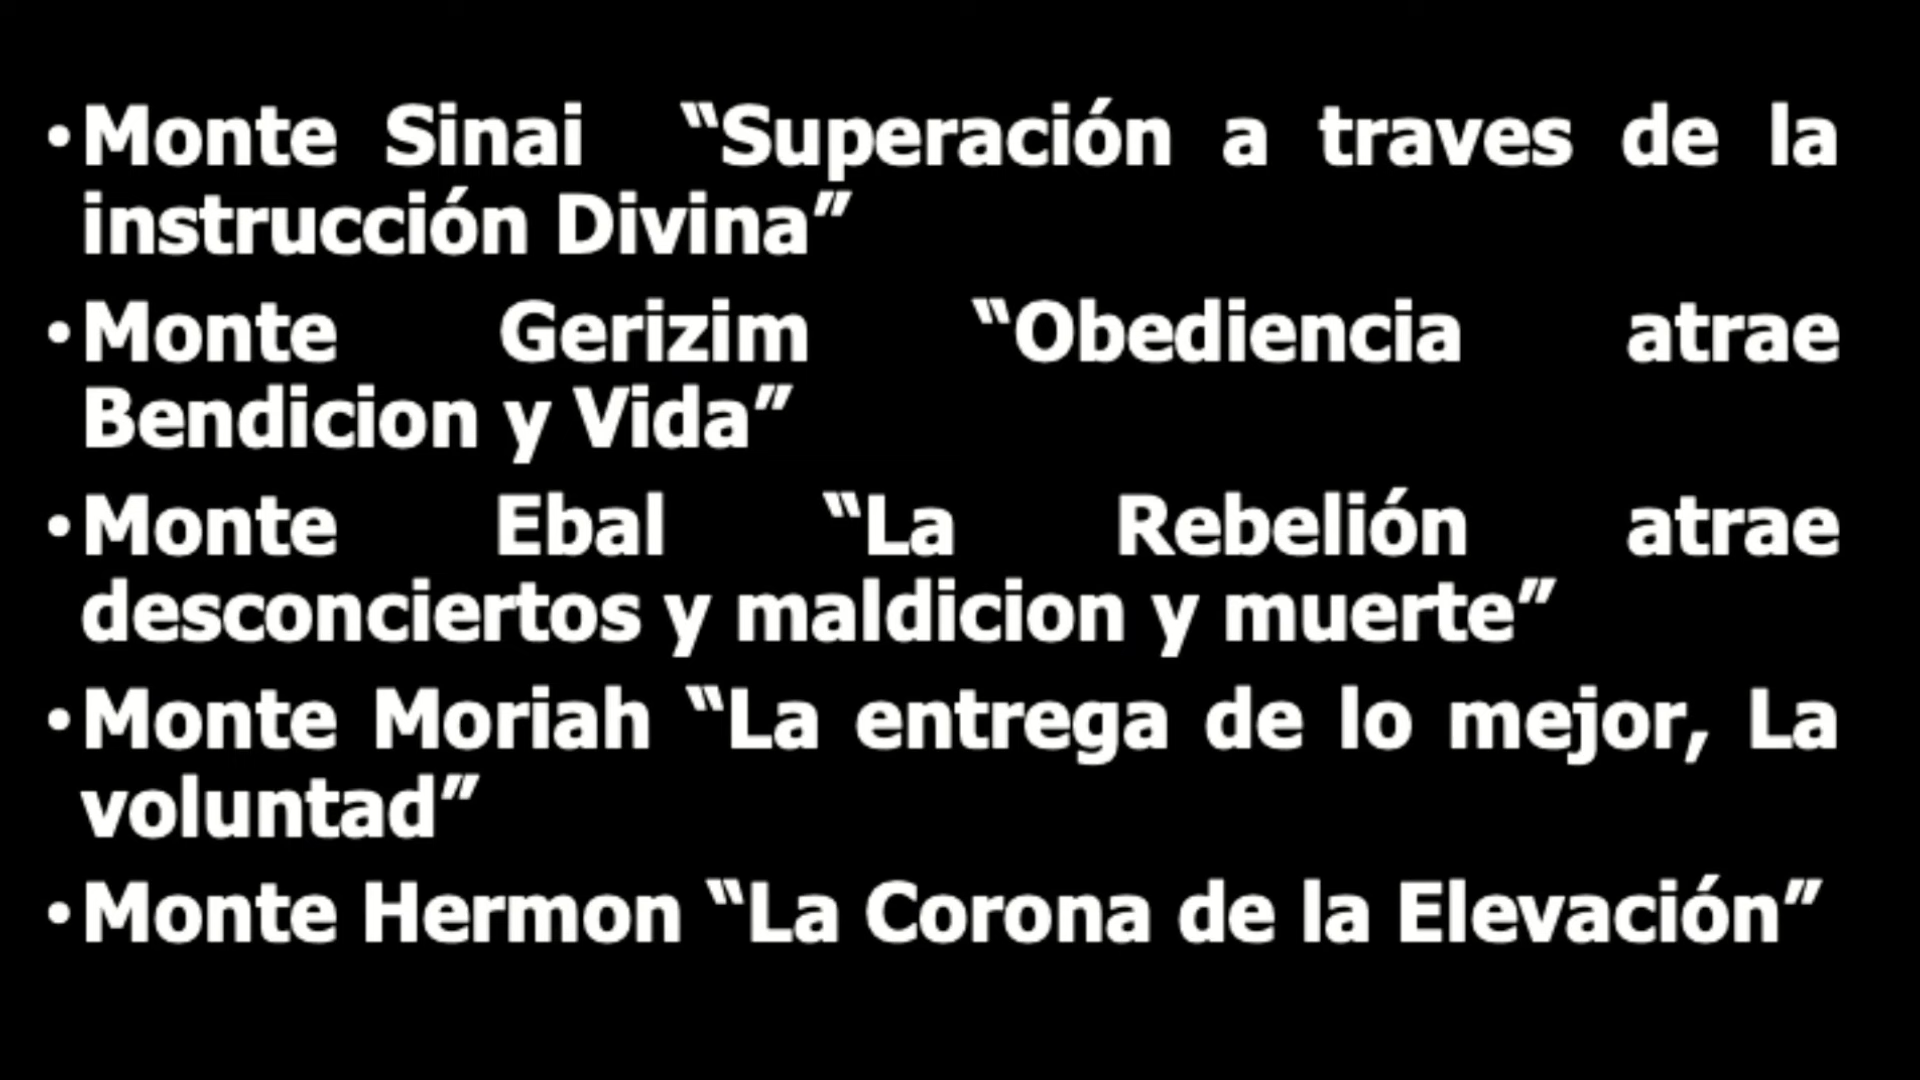 •Monte Sinai “Superación a traves de la
instrucción Divina”
•Monte Gerizim “Obediencia atrae
Bendicion y Vida”
•Monte Ebal “La Rebelión atrae
desconciertos y maldicion y muerte”
•Monte Moriah “La entrega de lo mejor, La
voluntad”
•Monte Hermon “La Corona de la Elevación”